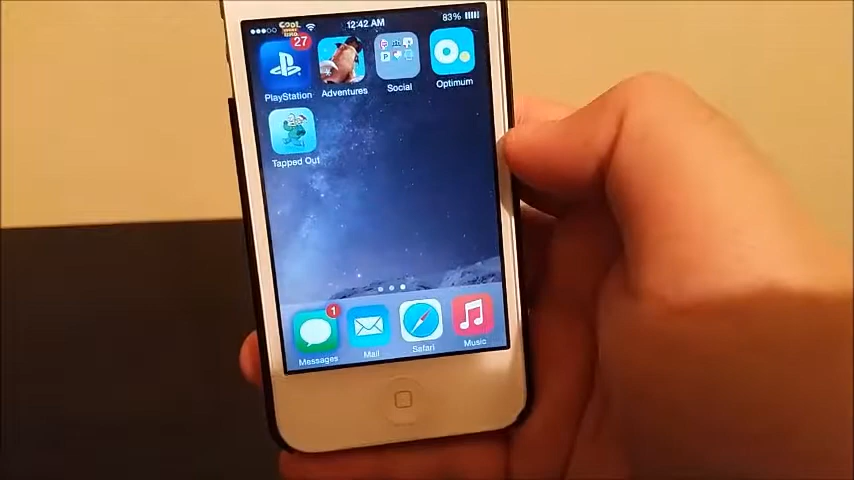 12:42 AM
83%
27
PlayStation
Adventures
Social
Optimum
Tapped Out
1
Messages
Mail
Safari
Music